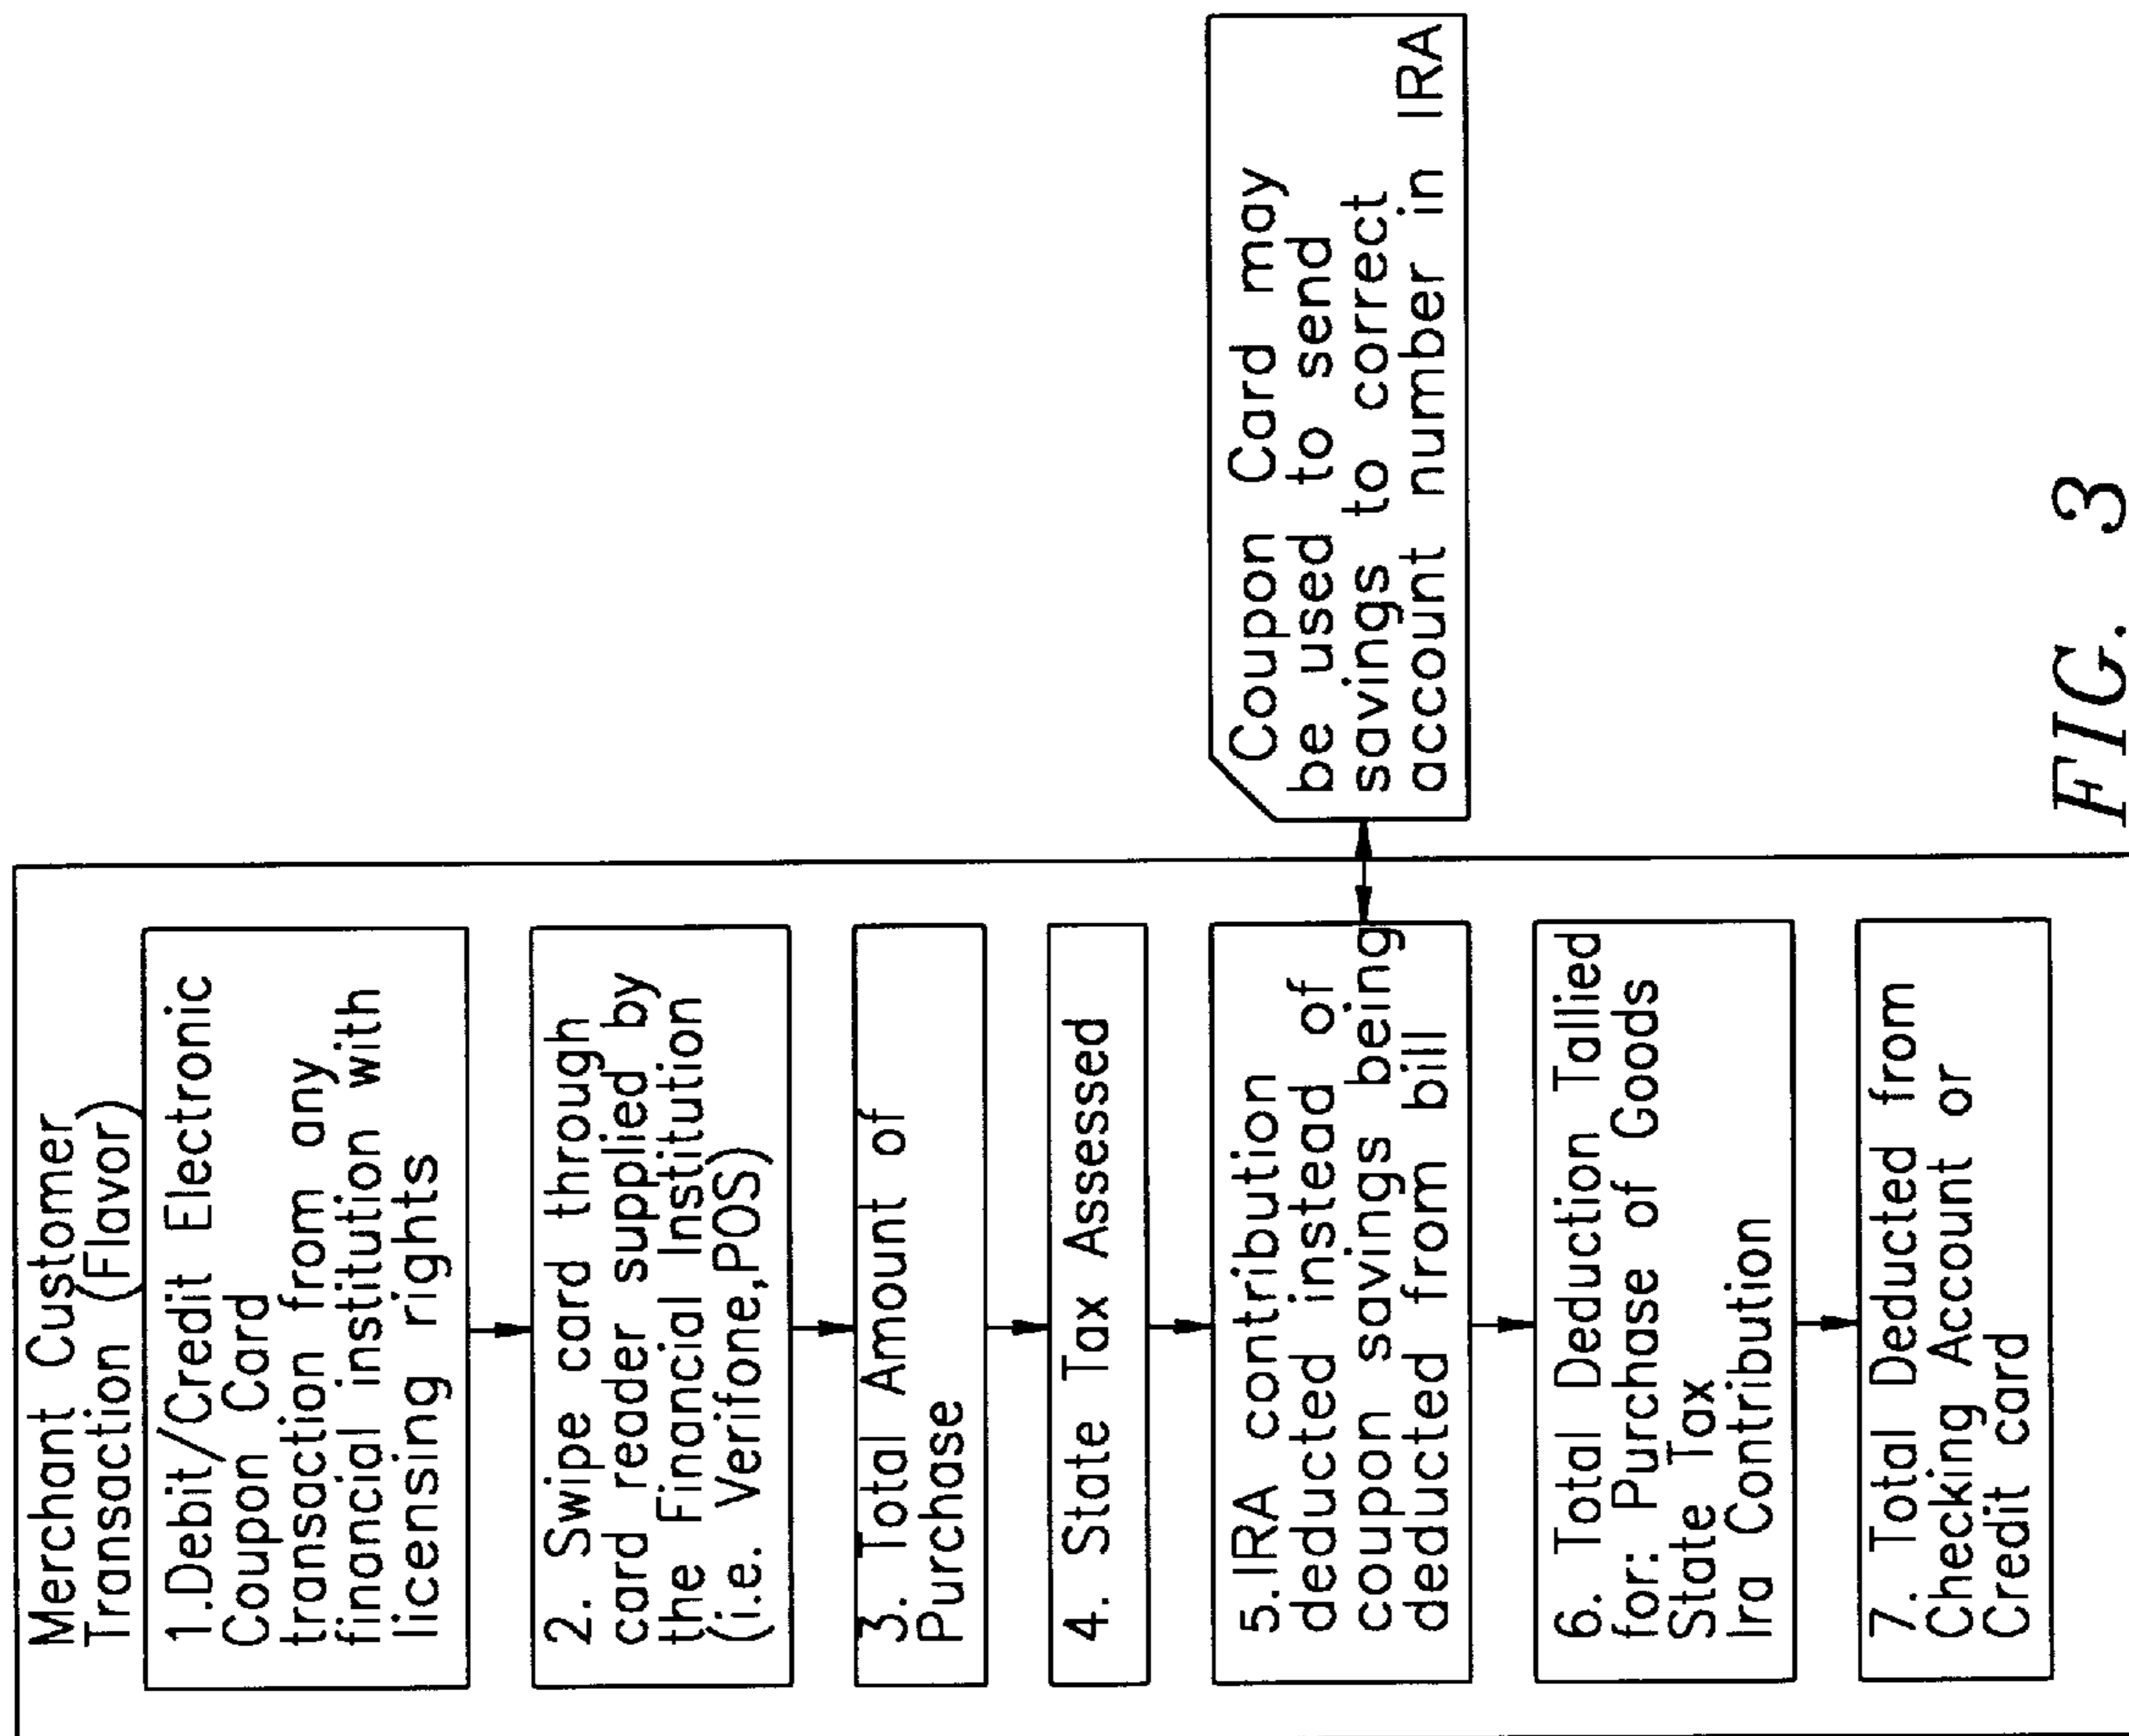 Merchant Customer
Transaction (Flavor)
1.Debit/Credit Electronic
Coupon Card
transaction from any
financial institution with
licensing rights
2. Swipe card through
card reader supplied by
the Financial Institution
(i.e. Verifone,POS)
3. Total Amount of
Purchase
4. State Tax Assessed
5.IRA contribution
deducted instead of
coupon savings being
deducted from bill
Coupon Card may
be used to send
savings to correct
account number in IRA
6. Total Deduction Tallied
for: Purchase of Goods
State Tax
Ira Contribution
7. Total Deducted from
Checking Account or
Credit card
FIG. 3